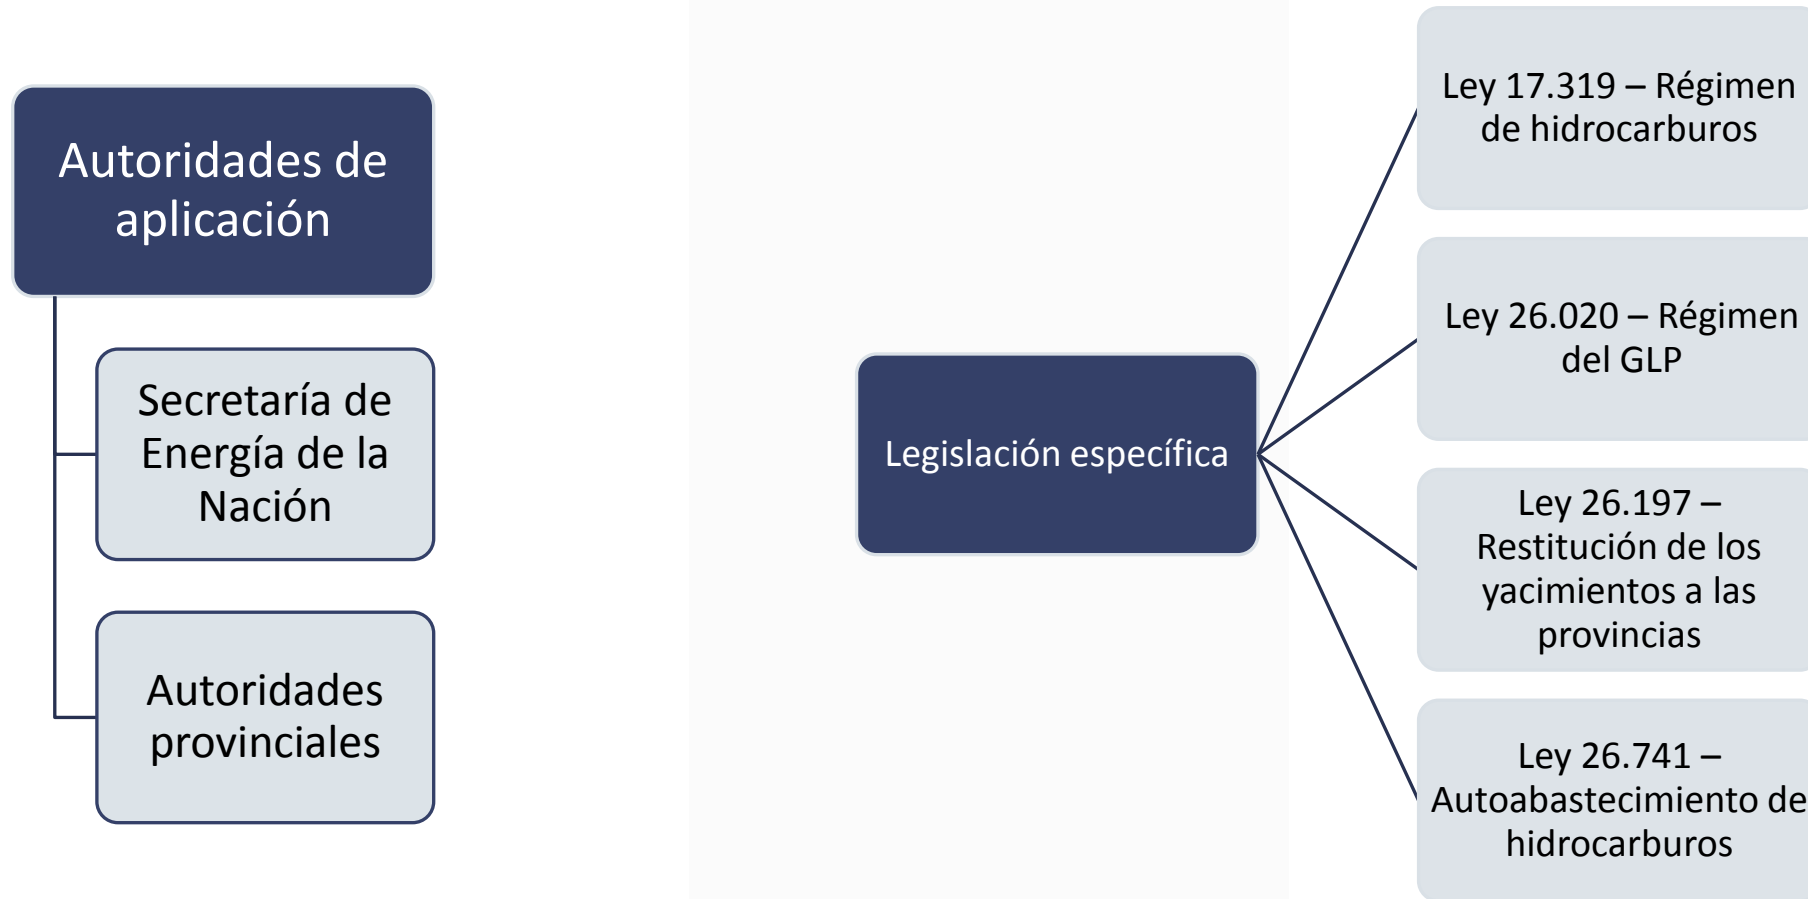 Autoridades de
aplicación
Secretaría de
Energía de la
Nación
Autoridades
provinciales
Legislación específica
Ley 17.319 – Régimen
de hidrocarburos
Ley 26.020 – Régimen
del GLP
Ley 26.197 –
Restitución de los
yacimientos a las
provincias
Ley 26.741 –
Autoabastecimiento de
hidrocarburos